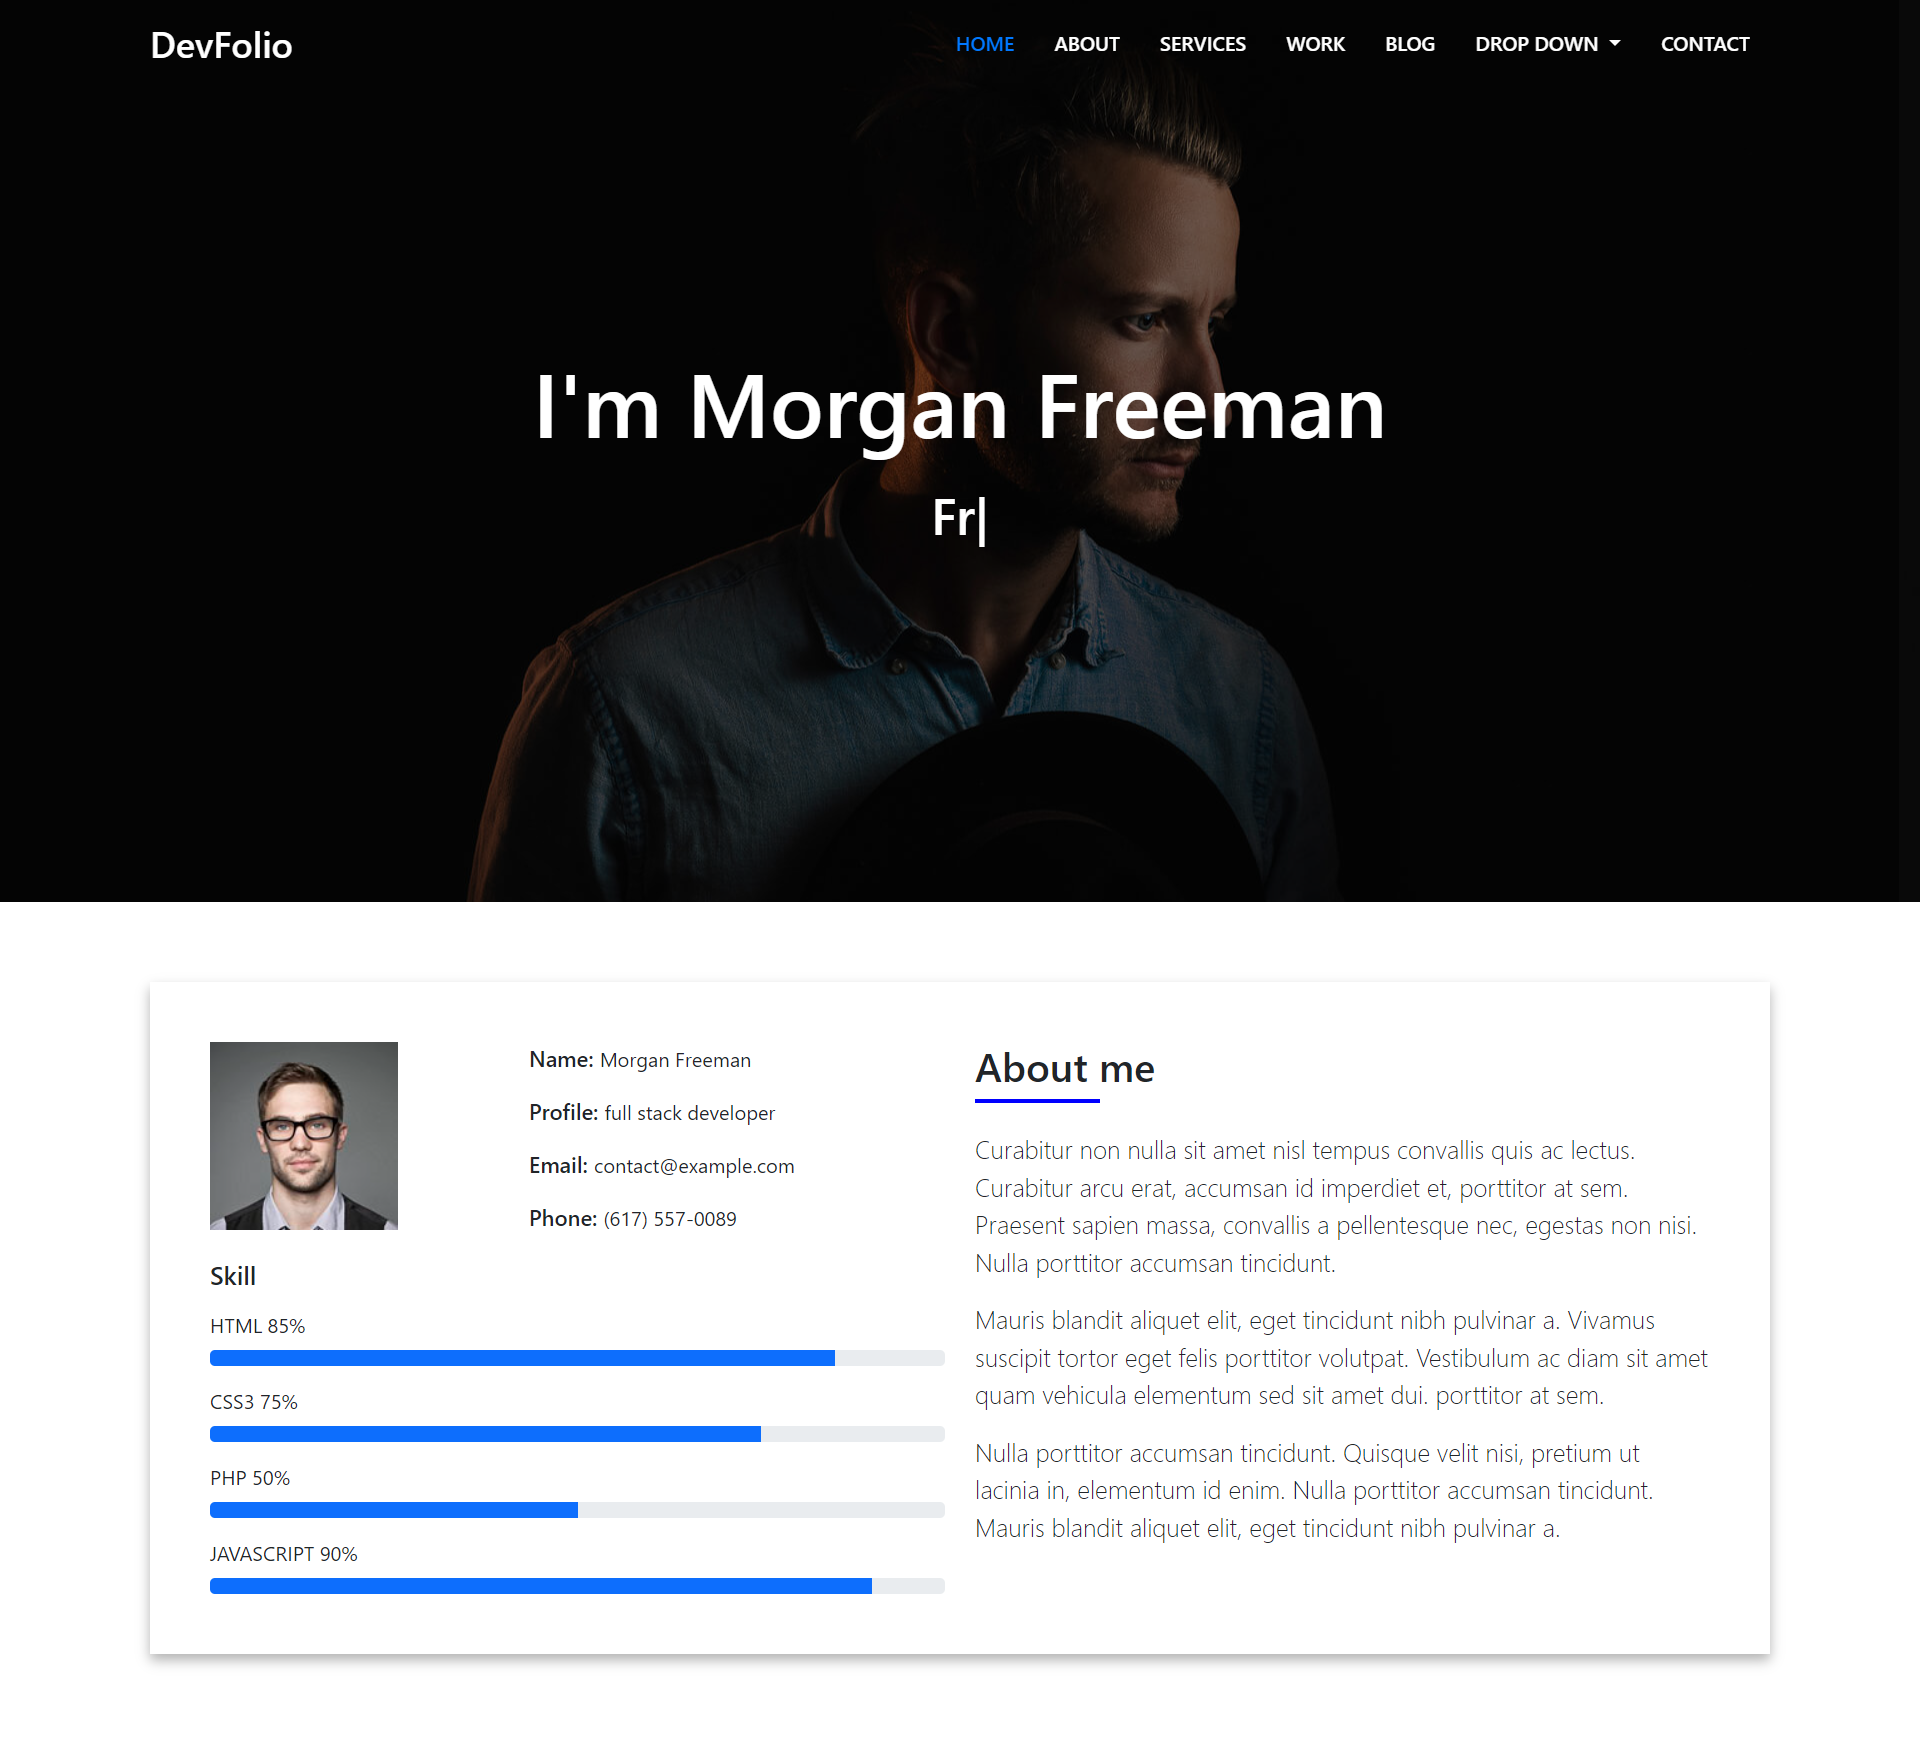 DevFolio
HOME ABOUT SERVICES WORK BLOG DROP DOWN CONTACT
I'm Morgan Freeman
Fr|
Name: Morgan Freeman
Profile: full stack developer
Email: contact@example.com
Phone: (617) 557-0089
Skill
HTML 85%
CSS3 75%
PHP 50%
JAVASCRIPT 90%
About me
Curabitur non nulla sit amet nisl tempus convallis quis ac lectus.
Curabitur arcu erat, accumsan id imperdiet et, porttitor at sem.
Praesent sapien massa, convallis a pellentesque nec, egestas non nisi.
Nulla porttitor accumsan tincidunt.
Mauris blandit aliquet elit, eget tincidunt nibh pulvinar a. Vivamus
suscipit tortor eget felis porttitor volutpat. Vestibulum ac diam sit amet
quam vehicula elementum sed sit amet dui. porttitor at sem.
Nulla porttitor accumsan tincidunt. Quisque velit nisi, pretium ut
lacinia in, elementum id enim. Nulla porttitor accumsan tincidunt.
Mauris blandit aliquet elit, eget tincidunt nibh pulvinar a.